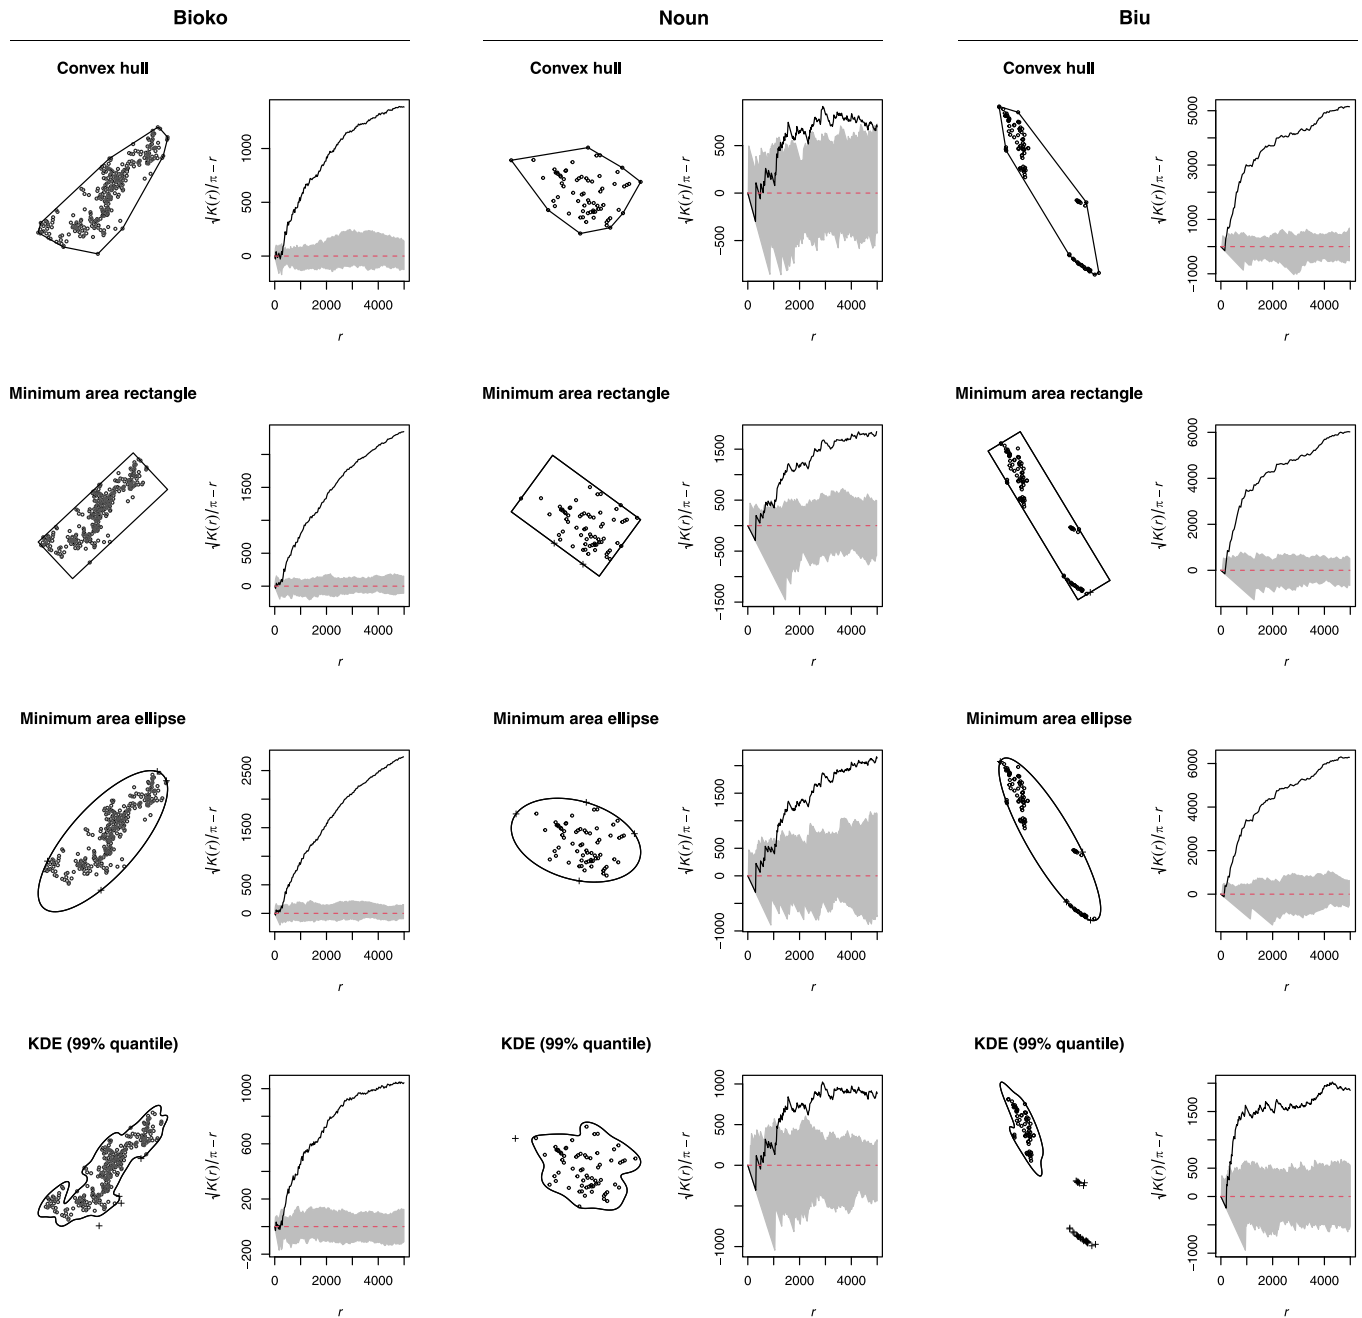 Bioko Noun Biu
Convex hull Convex hull Convex hull
√K(r)/π − r
0 500 1000
0 2000 4000
r
√K(r)/π − r
−500 0 500
0 2000 4000
r
√K(r)/π − r
−1000 1000 3000 5000
0 2000 4000
r
Minimum area rectangle Minimum area rectangle Minimum area rectangle
√K(r)/π − r
0 500 1500
0 2000 4000
r
√K(r)/π − r
−1500 −500 0 500 1500
0 2000 4000
r
√K(r)/π − r
0 2000 4000 6000
0 2000 4000
r
Minimum area ellipse Minimum area ellipse Minimum area ellipse
√K(r)/π − r
0 500 1500 2500
0 2000 4000
r
√K(r)/π − r
−1000 0 500 1500
0 2000 4000
r
√K(r)/π − r
0 2000 4000 6000
0 2000 4000
r
KDE (99% quantile) KDE (99% quantile) KDE (99% quantile)
√K(r)/π − r
−200 200 600 1000
0 2000 4000
r
√K(r)/π − r
−1000 −500 0 500 1000
0 2000 4000
r
√K(r)/π − r
−1000 0 500 1500
0 2000 4000
r